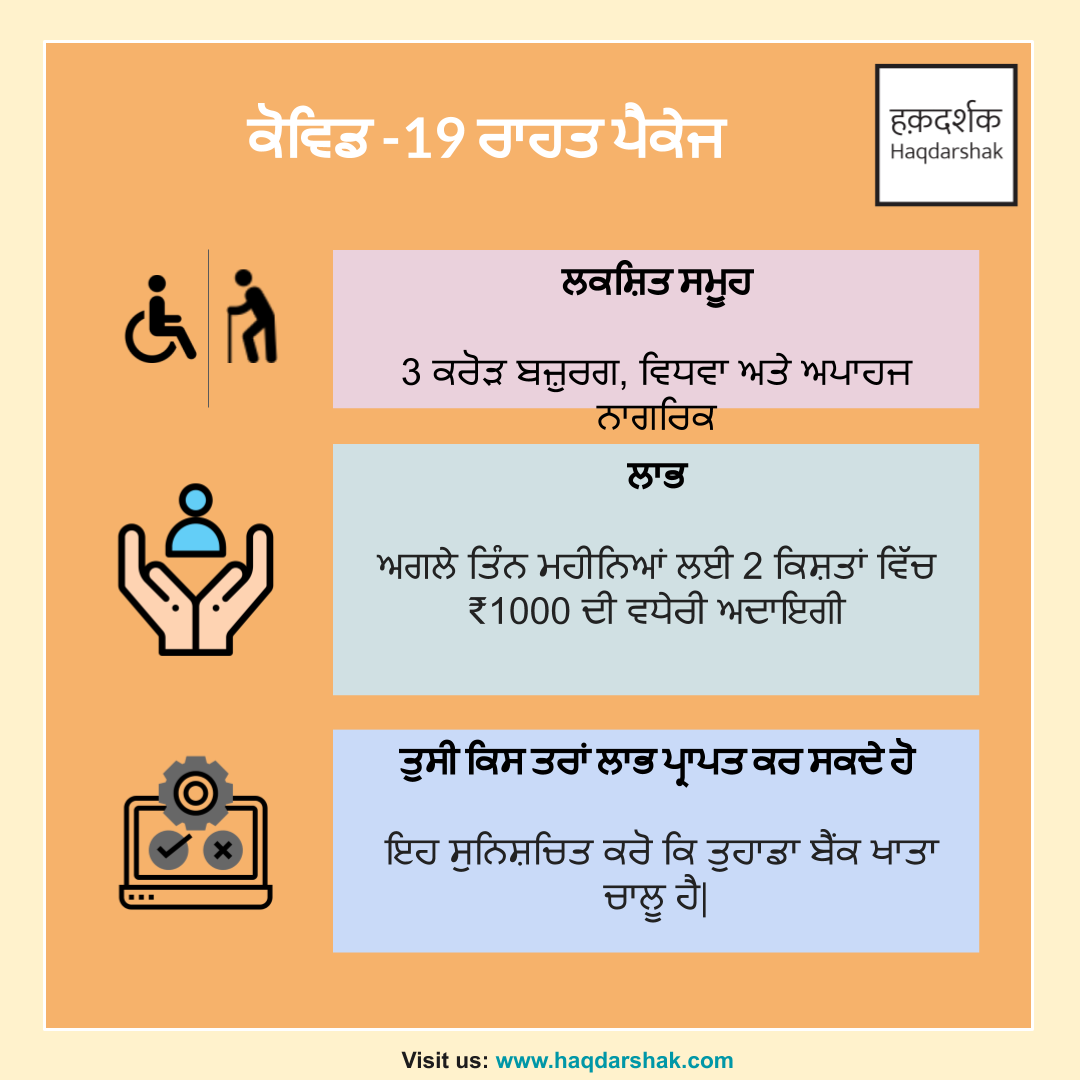 ਕੋਵਿਡ -19 ਰਾਹਤ ਪੈਕੇਜ
हक़दर्शक
Haqdarshak
ਲਕਸ਼ਿਤ ਸਮੂਹ
3 ਕਰੋੜ ਬਜ਼ੁਰਗ, ਵਿਧਵਾ ਅਤੇ ਅਪਾਹਜ
ਨਾਗਰਿਕ
ਲਾਭ
ਅਗਲੇ ਤਿੰਨ ਮਹੀਨਿਆਂ ਲਈ 2 ਕਿਸ਼ਤਾਂ ਵਿੱਚ
₹1000 ਦੀ ਵਧੇਰੀ ਅਦਾਇਗੀ
ਤੁਸੀ ਕਿਸ ਤਰਾਂ ਲਾਭ ਪ੍ਰਾਪਤ ਕਰ ਸਕਦੇ ਹੋ
ਇਹ ਸੁਨਿਸ਼ਚਿਤ ਕਰੋ ਕਿ ਤੁਹਾਡਾ ਬੈਂਕ ਖਾਤਾ
ਚਾਲੂ ਹੈ|
Visit us: www.haqdarshak.com